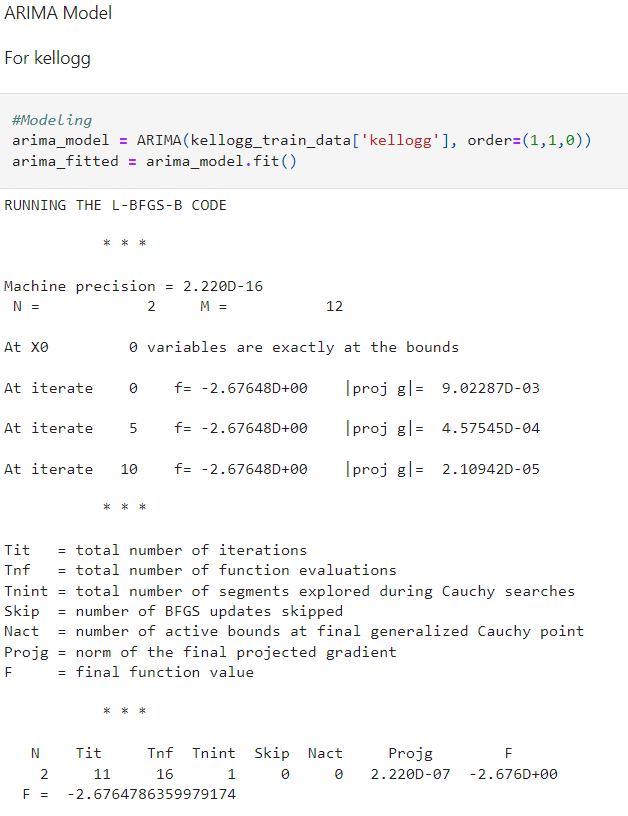 ARIMA Model
For kellogg
#Modeling
arima_model = ARIMA(kellogg_train_data['kellogg'], order=(1,1,0))
arima_fitted = arima_model.fit()
RUNNING THE L-BFGS-B CODE
* * *
Machine precision = 2.220D-16
N = 2 M = 12
At X0 0 variables are exactly at the bounds
At iterate 0 f= -2.67648D+00 |proj g|= 9.02287D-03
At iterate 5 f= -2.67648D+00 |proj g|= 4.57545D-04
At iterate 10 f= -2.67648D+00 |proj g|= 2.10942D-05
* * *
Tit = total number of iterations
Tnf = total number of function evaluations
Tnint = total number of segments explored during Cauchy searches
Skip = number of BFGS updates skipped
Nact = number of active bounds at final generalized Cauchy point
Projg = norm of the final projected gradient
F = final function value
* * *
N Tit Tnf Tnint Skip Nact Projg F
2 11 16 1 0 0 2.220D-07 -2.676D+00
F = -2.6764786359979174